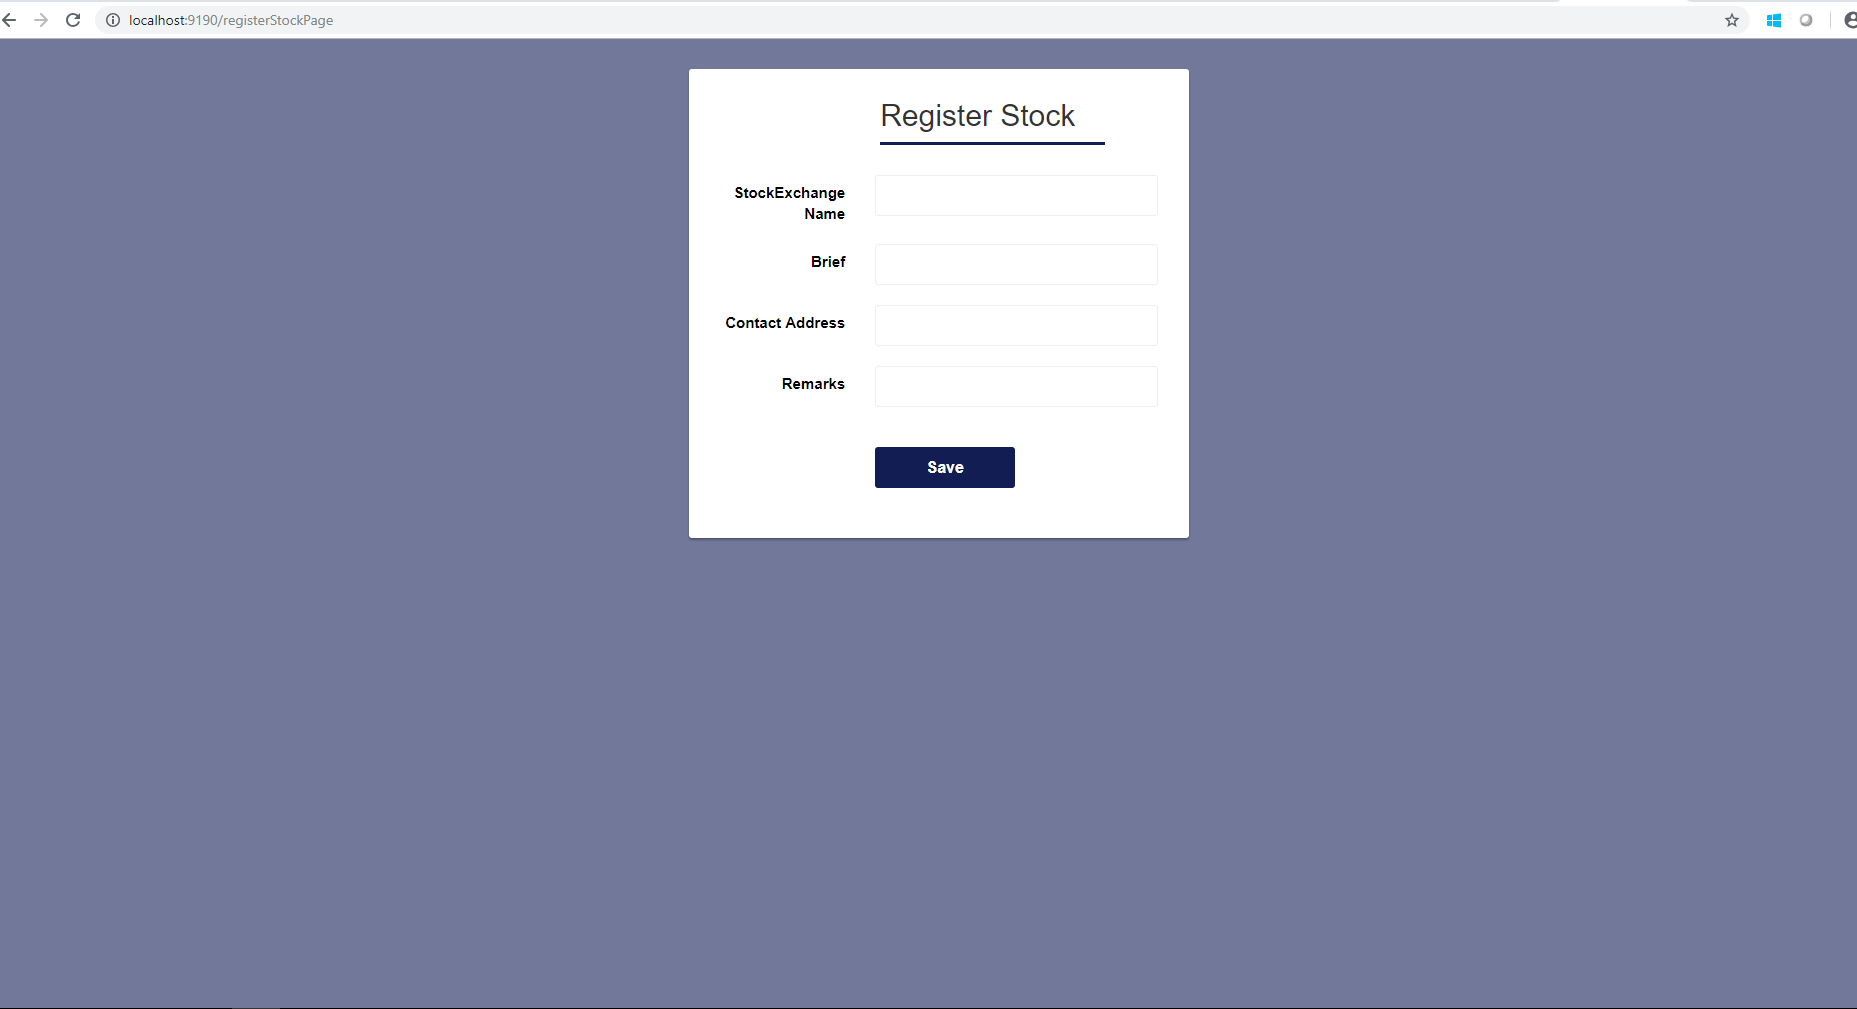 localhost:9190/registerStockPage
Register Stock
StockExchange
Name
Brief
Contact Address
Remarks
Save